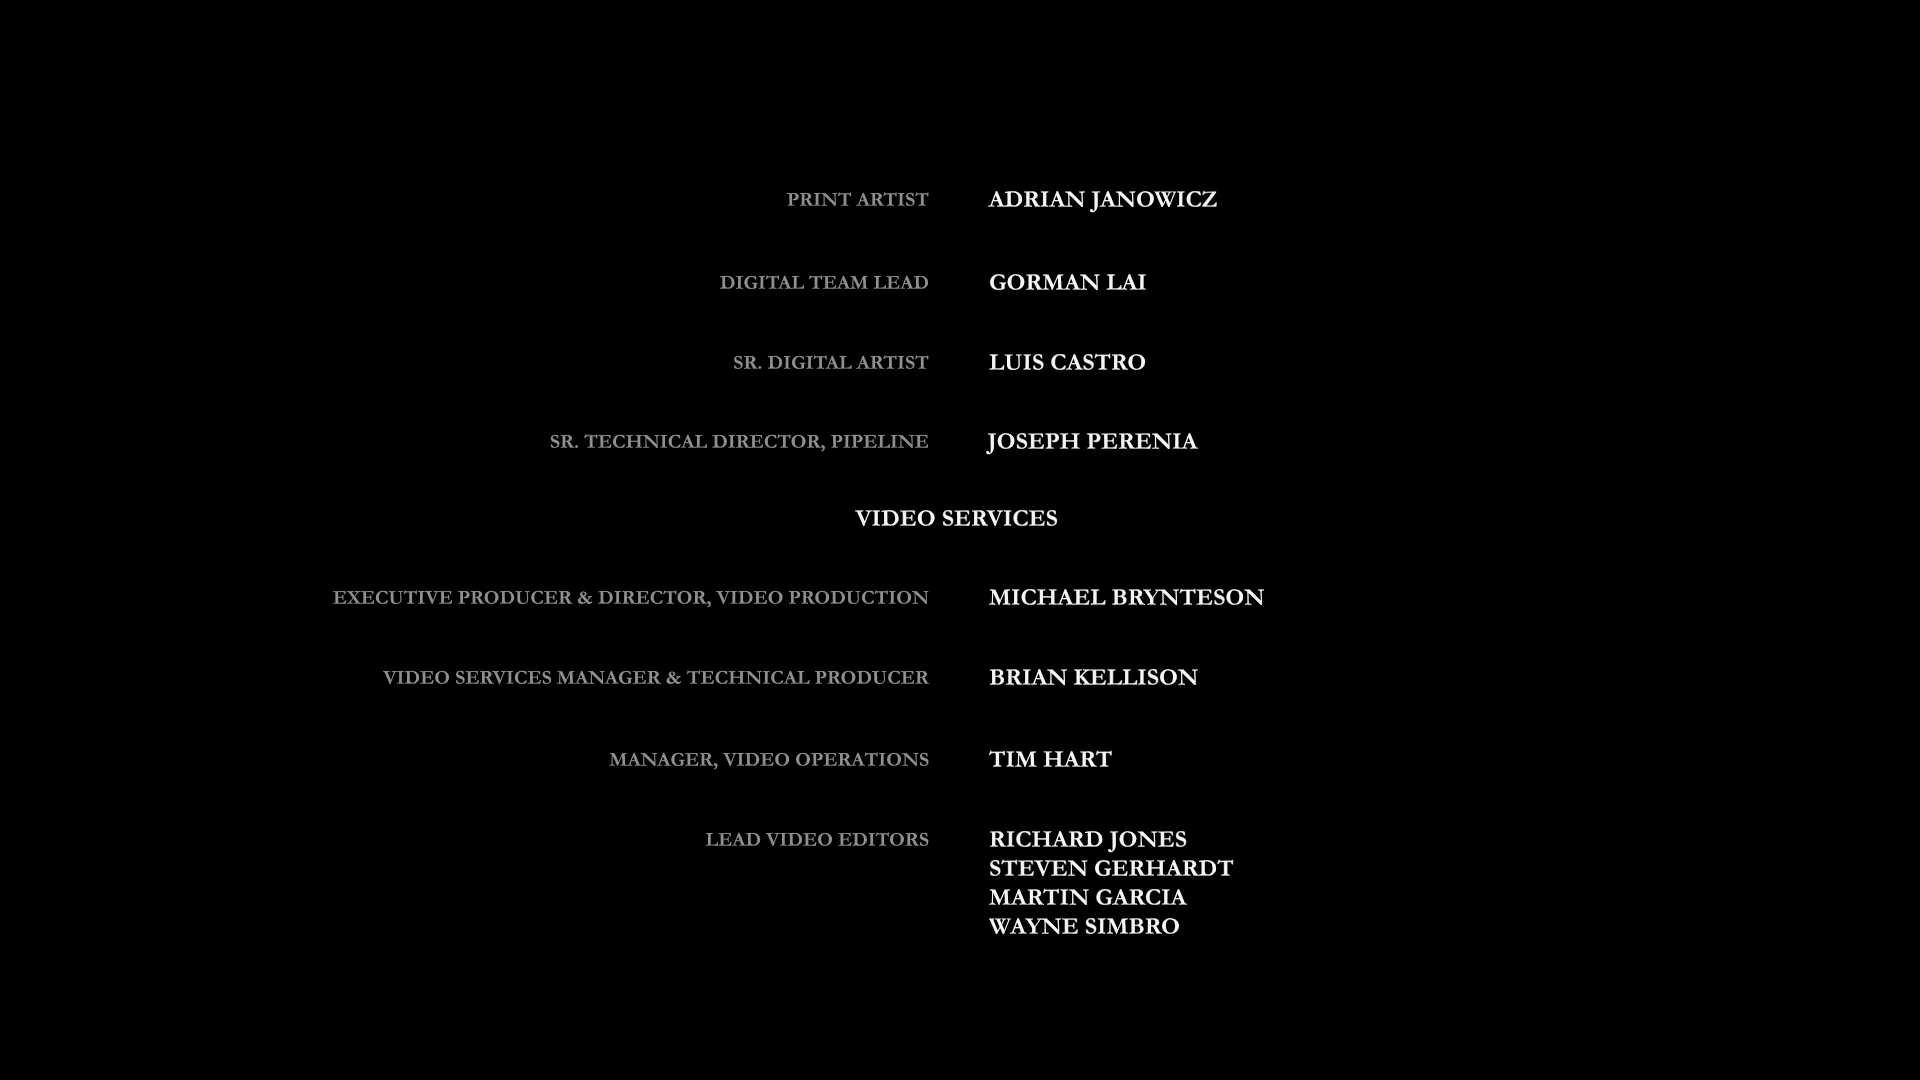 PRINT ARTIST ADRIAN JANOWICZ
DIGITAL TEAM LEAD GORMAN LAI
SR. DIGITAL ARTIST LUIS CASTRO
SR. TECHNICAL DIRECTOR, PIPELINE JOSEPH PERENIA
VIDEO SERVICES
EXECUTIVE PRODUCER & DIRECTOR, VIDEO PRODUCTION MICHAEL BRYNTESON
VIDEO SERVICES MANAGER & TECHNICAL PRODUCER BRIAN KELLISON
MANAGER, VIDEO OPERATIONS TIM HART
LEAD VIDEO EDITORS RICHARD JONES
STEVEN GERHARDT
MARTIN GARCIA
WAYNE SIMBRO